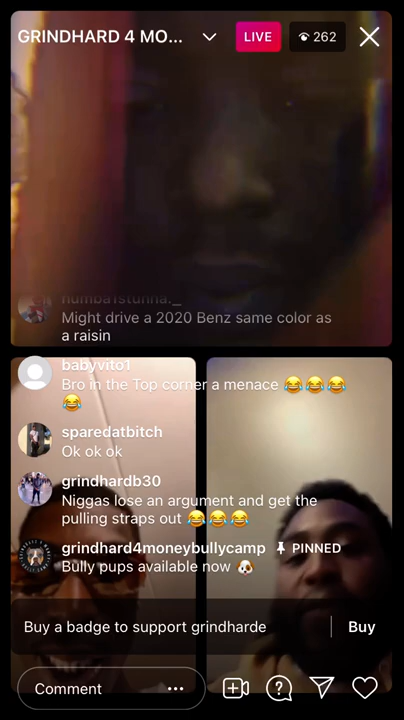 GRINDHARD 4 MO...
LIVE
262
numba1stunna._
Might drive a 2020 Benz same color as
a raisin
babyvito1
Bro in the Top corner a menace 😂😂😂
😂
sparedatbitch
Ok ok ok
grindhardb30
Niggas lose an argument and get the
pulling straps out 😂😂😂
grindhard4moneybullycamp PINNED
Bully pups available now 🐶
Buy a badge to support grindharde
Buy
Comment